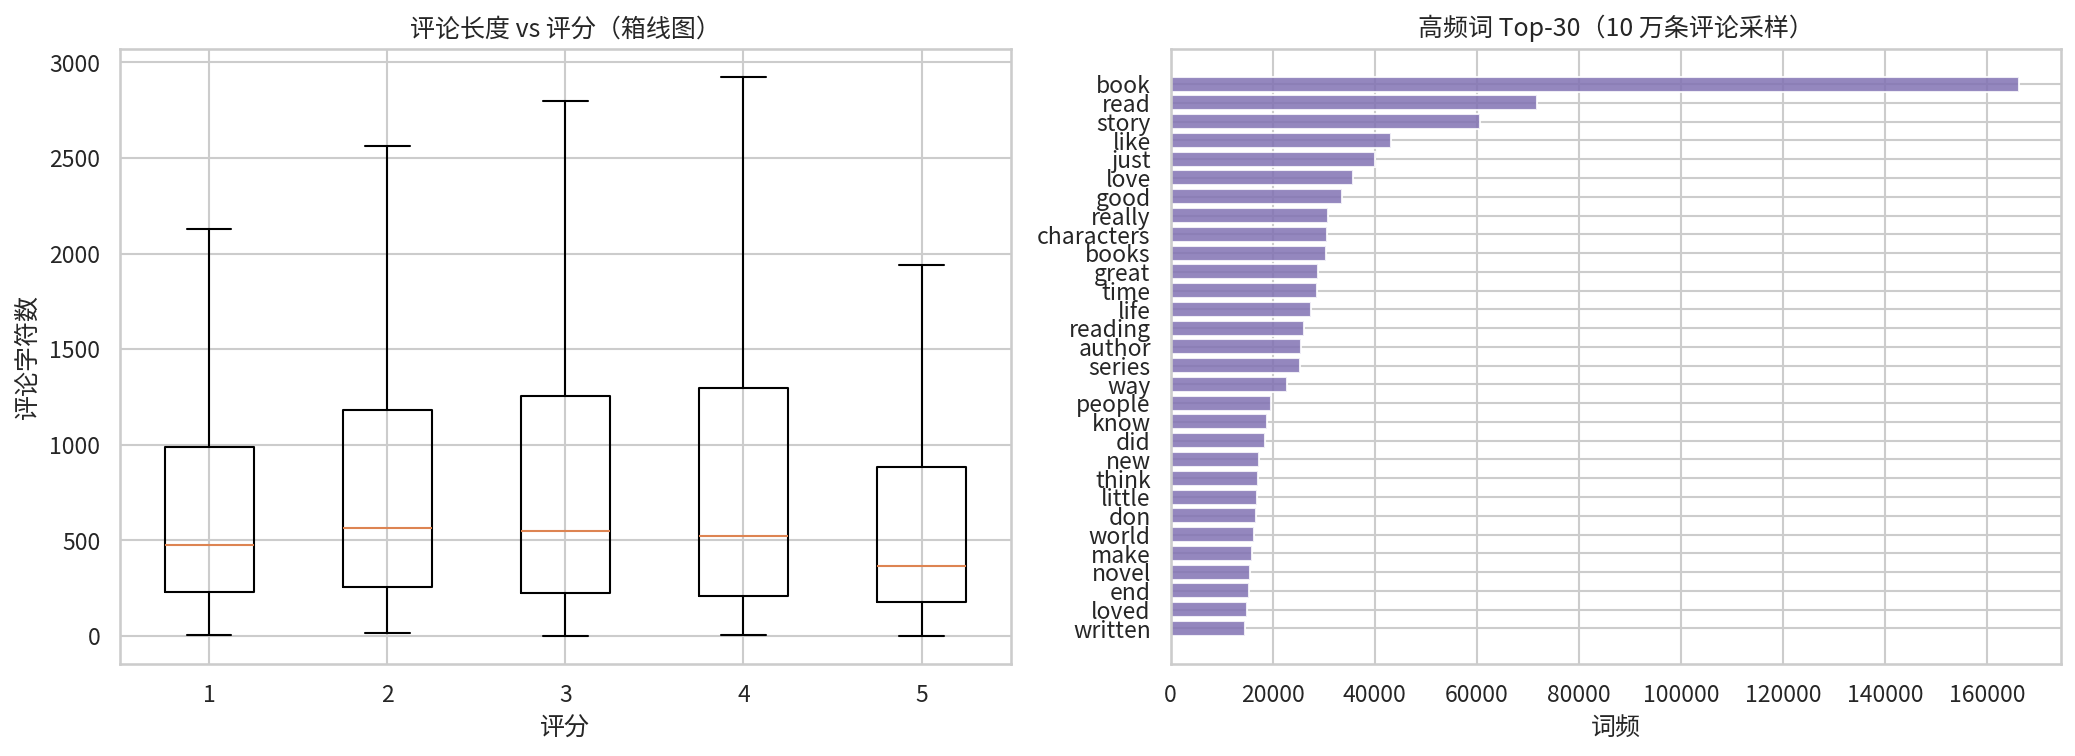 评论长度 vs 评分（箱线图）
3000
2500
2000
1500
1000
500
0
评论字符数
1 2 3 4 5
评分
高频词 Top-30（10 万条评论采样）
book
read
story
like
just
love
good
really
characters
books
great
time
life
reading
author
series
way
people
know
did
new
think
little
don
world
make
novel
end
loved
written
0 20000 40000 60000 80000 100000 120000 140000 160000
词频